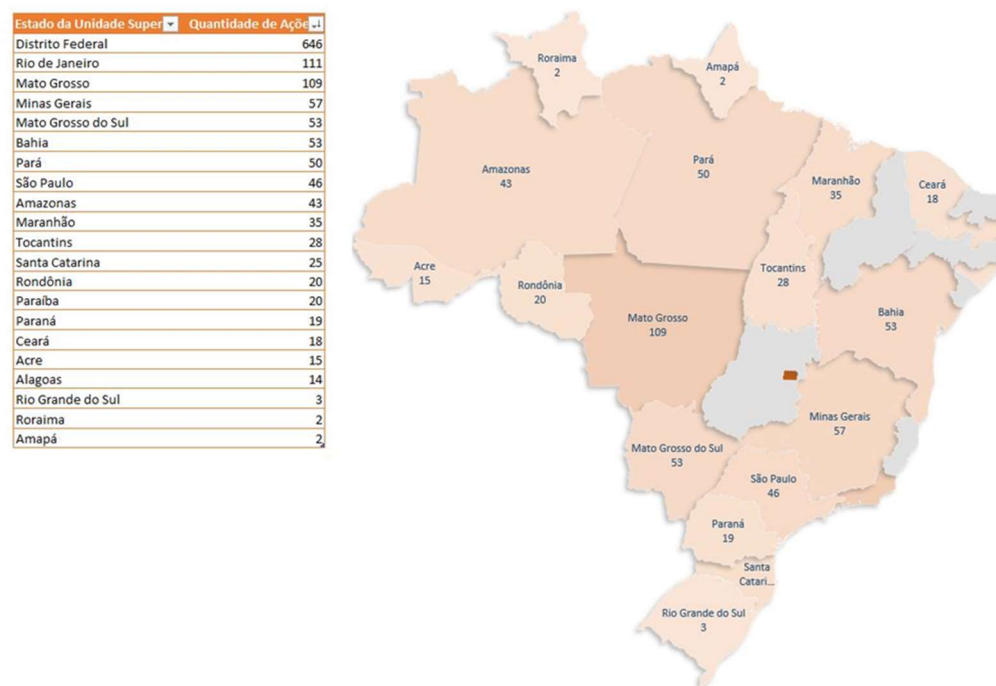 Estado da Unidade Super Quantidade de Açõe
Distrito Federal 646
Rio de Janeiro 111
Mato Grosso 109
Minas Gerais 57
Mato Grosso do Sul 53
Bahia 53
Pará 50
São Paulo 46
Amazonas 43
Maranhão 35
Tocantins 28
Santa Catarina 25
Rondônia 20
Paraíba 20
Paraná 19
Ceará 18
Acre 15
Alagoas 14
Rio Grande do Sul 3
Roraima 2
Amapá 2
Roraima
2
Amapá
2
Amazonas
43
Pará
50
Maranhão
35
Ceará
18
Acre
15
Rondônia
20
Tocantins
28
Mato Grosso
109
Bahia
53
Minas Gerais
57
Mato Grosso do Sul
53
São Paulo
46
Paraná
19
Santa
Catari...
Rio Grande do Sul
3